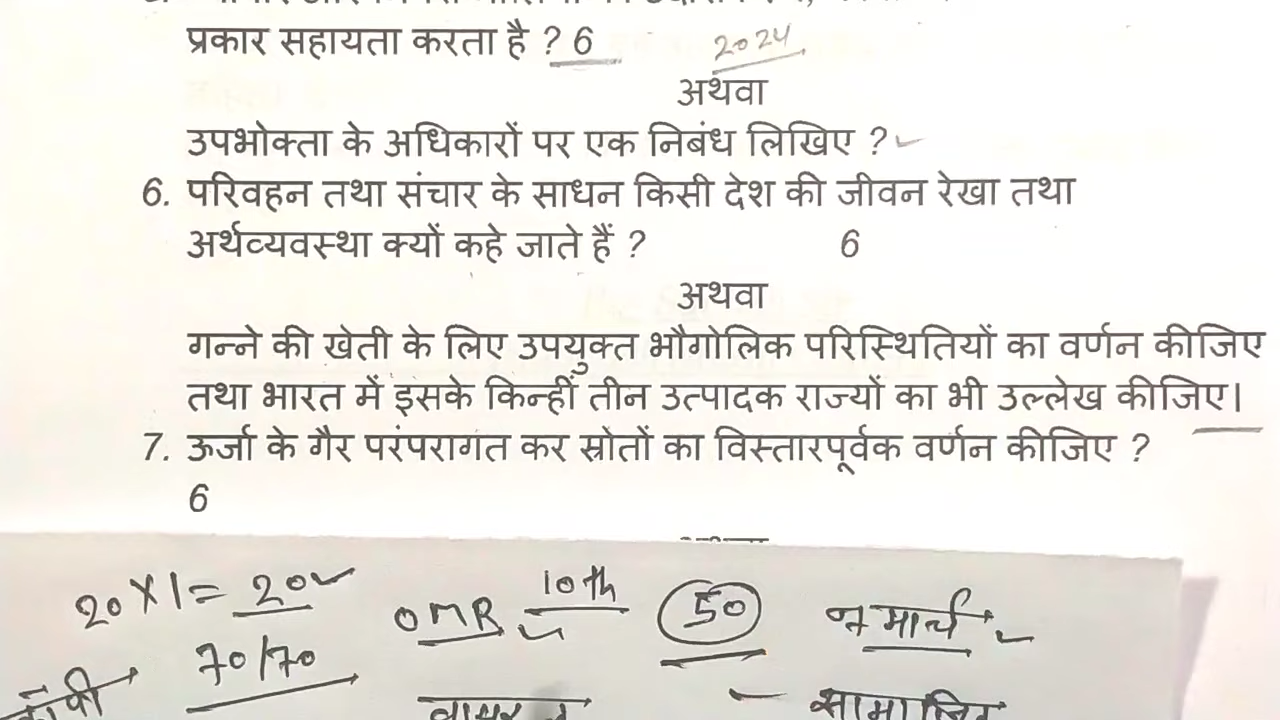 प्रकार सहायता करता है ? 6 2024
अथवा
उपभोक्ता के अधिकारों पर एक निबंध लिखिए ?
6. परिवहन तथा संचार के साधन किसी देश की जीवन रेखा तथा
अर्थव्यवस्था क्यों कहे जाते हैं ? 6
अथवा
गन्ने की खेती के लिए उपयुक्त भौगोलिक परिस्थितियों का वर्णन कीजिए
तथा भारत में इसके किन्हीं तीन उत्पादक राज्यों का भी उल्लेख कीजिए।
7. ऊर्जा के गैर परंपरागत कर स्रोतों का विस्तारपूर्वक वर्णन कीजिए ?
6
20 X 1 = 20 OMR 10th 50 7 मार्च
70/70